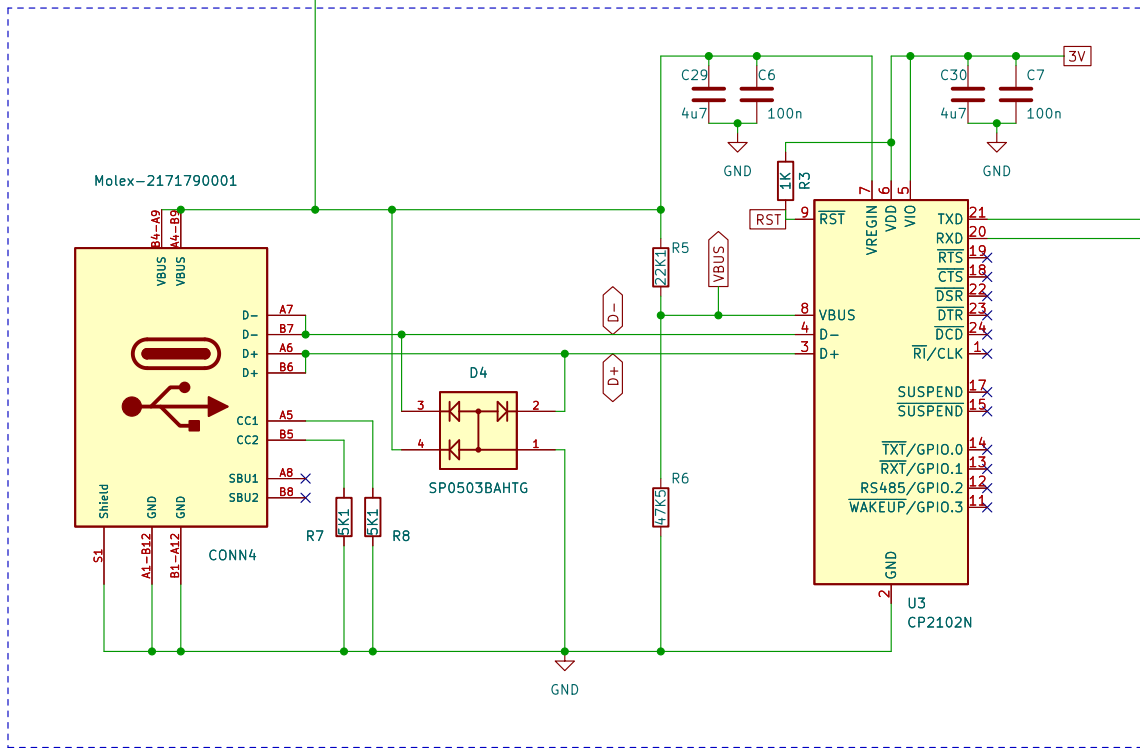 C29
C6
4u7
100n
GND
C30
C7
3V
4u7
100n
GND
1K
R3
RST
Molex-2171790001
B4-A9
A4-B9
VBUS
VBUS
D-
A7
D-
B7
D+
A6
D+
B6
CC1
A5
CC2
B5
SBU1
A8
SBU2
B8
Shield
GND
GND
S1
A1-B12
B1-A12
CONN4
R7
5K1
5K1
R8
D4
3
2
4
1
SP0503BAHTG
GND
R5
22K1
VBUS
D-
D+
R6
47K5
7
6
5
VREGIN
VDD
VIO
9
RST
8
VBUS
4
D-
3
D+
TXD
21
RXD
20
RTS
19
CTS
18
DSR
22
DTR
23
DCD
24
RI/CLK
1
SUSPEND
17
SUSPEND
15
TXT/GPIO.0
14
RXT/GPIO.1
13
RS485/GPIO.2
12
WAKEUP/GPIO.3
11
GND
2
U3
CP2102N